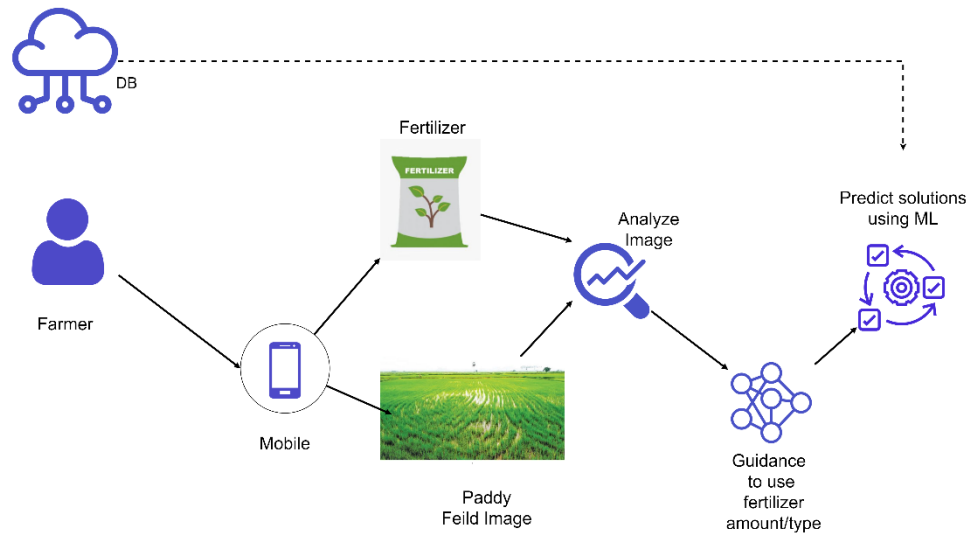 DB
Fertilizer
FERTILIZER
Predict solutions
using ML
Analyze
Image
Farmer
Mobile
Paddy
Feild Image
Guidance
to use
fertilizer
amount/type